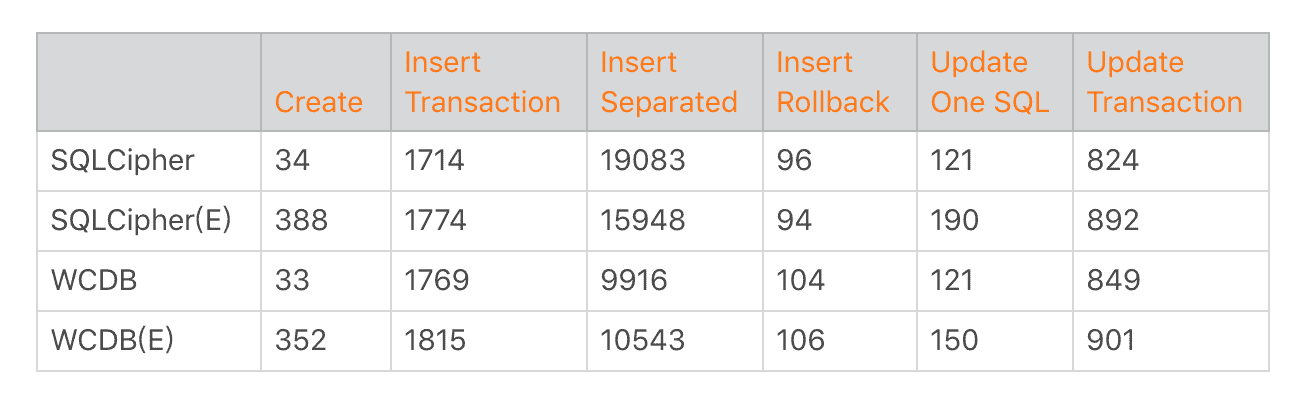 Create Insert Transaction Insert Separated Insert Rollback Update One SQL Update Transaction
SQLCipher 34 1714 19083 96 121 824
SQLCipher(E) 388 1774 15948 94 190 892
WCDB 33 1769 9916 104 121 849
WCDB(E) 352 1815 10543 106 150 901